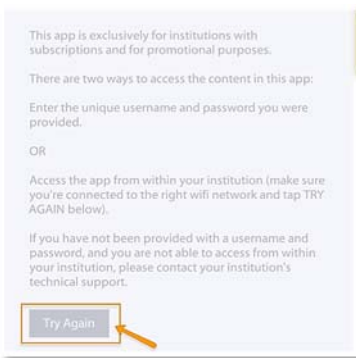 This app is exclusively for institutions with
subscriptions and for promotional purposes.
There are two ways to access the content in this app:
Enter the unique username and password you were
provided.
OR
Access the app from within your institution (make sure
you're connected to the right wifi network and tap TRY
AGAIN below).
If you have not been provided with a username and
password, and you are not able to access from within
your institution, please contact your institution's
technical support.
Try Again